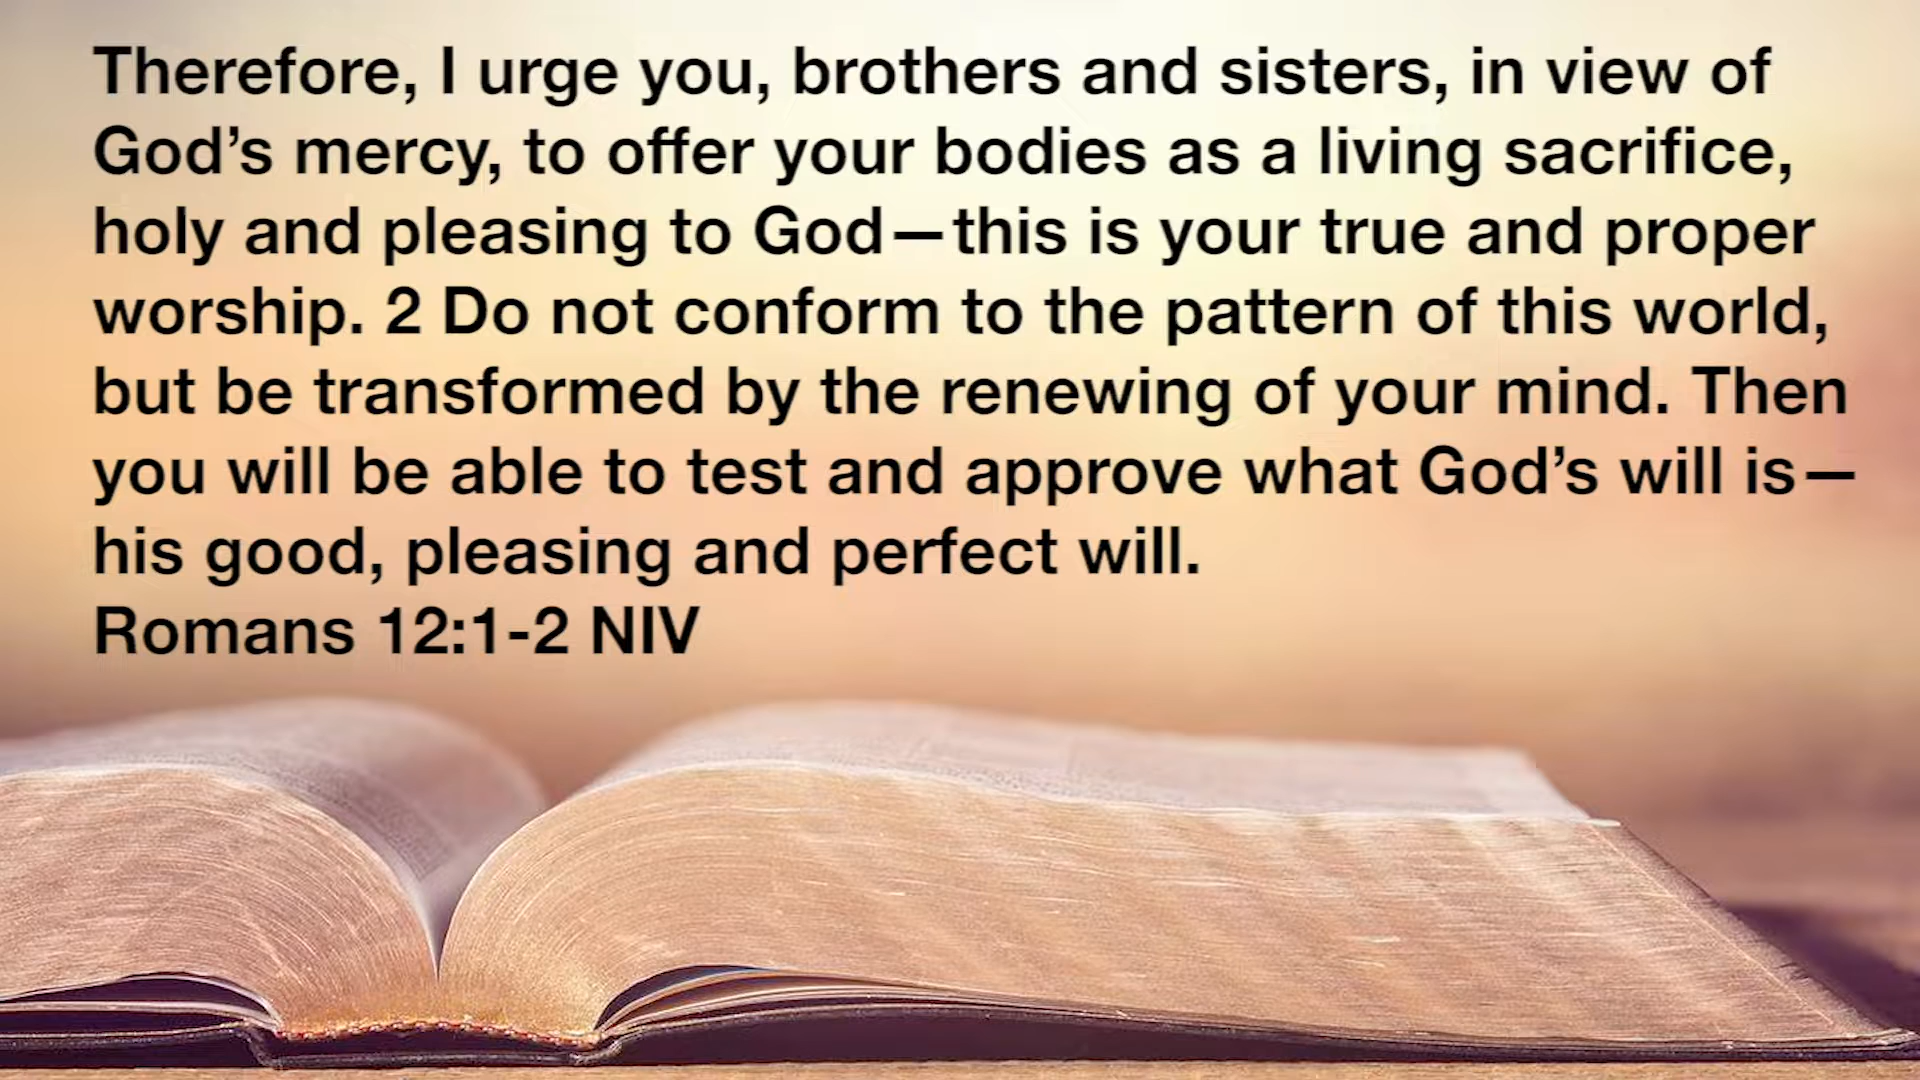 Therefore, I urge you, brothers and sisters, in view of
God’s mercy, to offer your bodies as a living sacrifice,
holy and pleasing to God—this is your true and proper
worship. 2 Do not conform to the pattern of this world,
but be transformed by the renewing of your mind. Then
you will be able to test and approve what God’s will is—
his good, pleasing and perfect will.
Romans 12:1-2 NIV